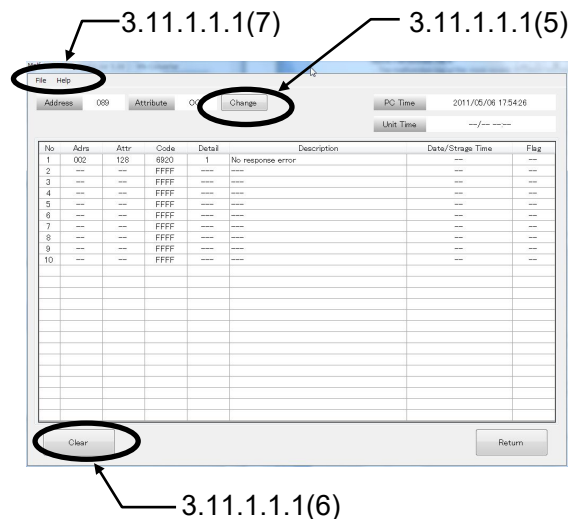 3.11.1.1.1(7) 3.11.1.1.1(5)
File Help
Address 089 Attribute Change PC Time 2011/05/06 17:54:26
Unit Time --/-- --:--
No Adrs Attr Code Detail Description Date/Strage Time Flag
1 002 128 6920 1 No response error -- --
2 -- -- FFFF --- --- -- --
3 -- -- FFFF --- --- -- --
4 -- -- FFFF --- --- -- --
5 -- -- FFFF --- --- -- --
6 -- -- FFFF --- --- -- --
7 -- -- FFFF --- --- -- --
8 -- -- FFFF --- --- -- --
9 -- -- FFFF --- --- -- --
10 -- -- FFFF --- --- -- --
Clear Return
3.11.1.1.1(6)